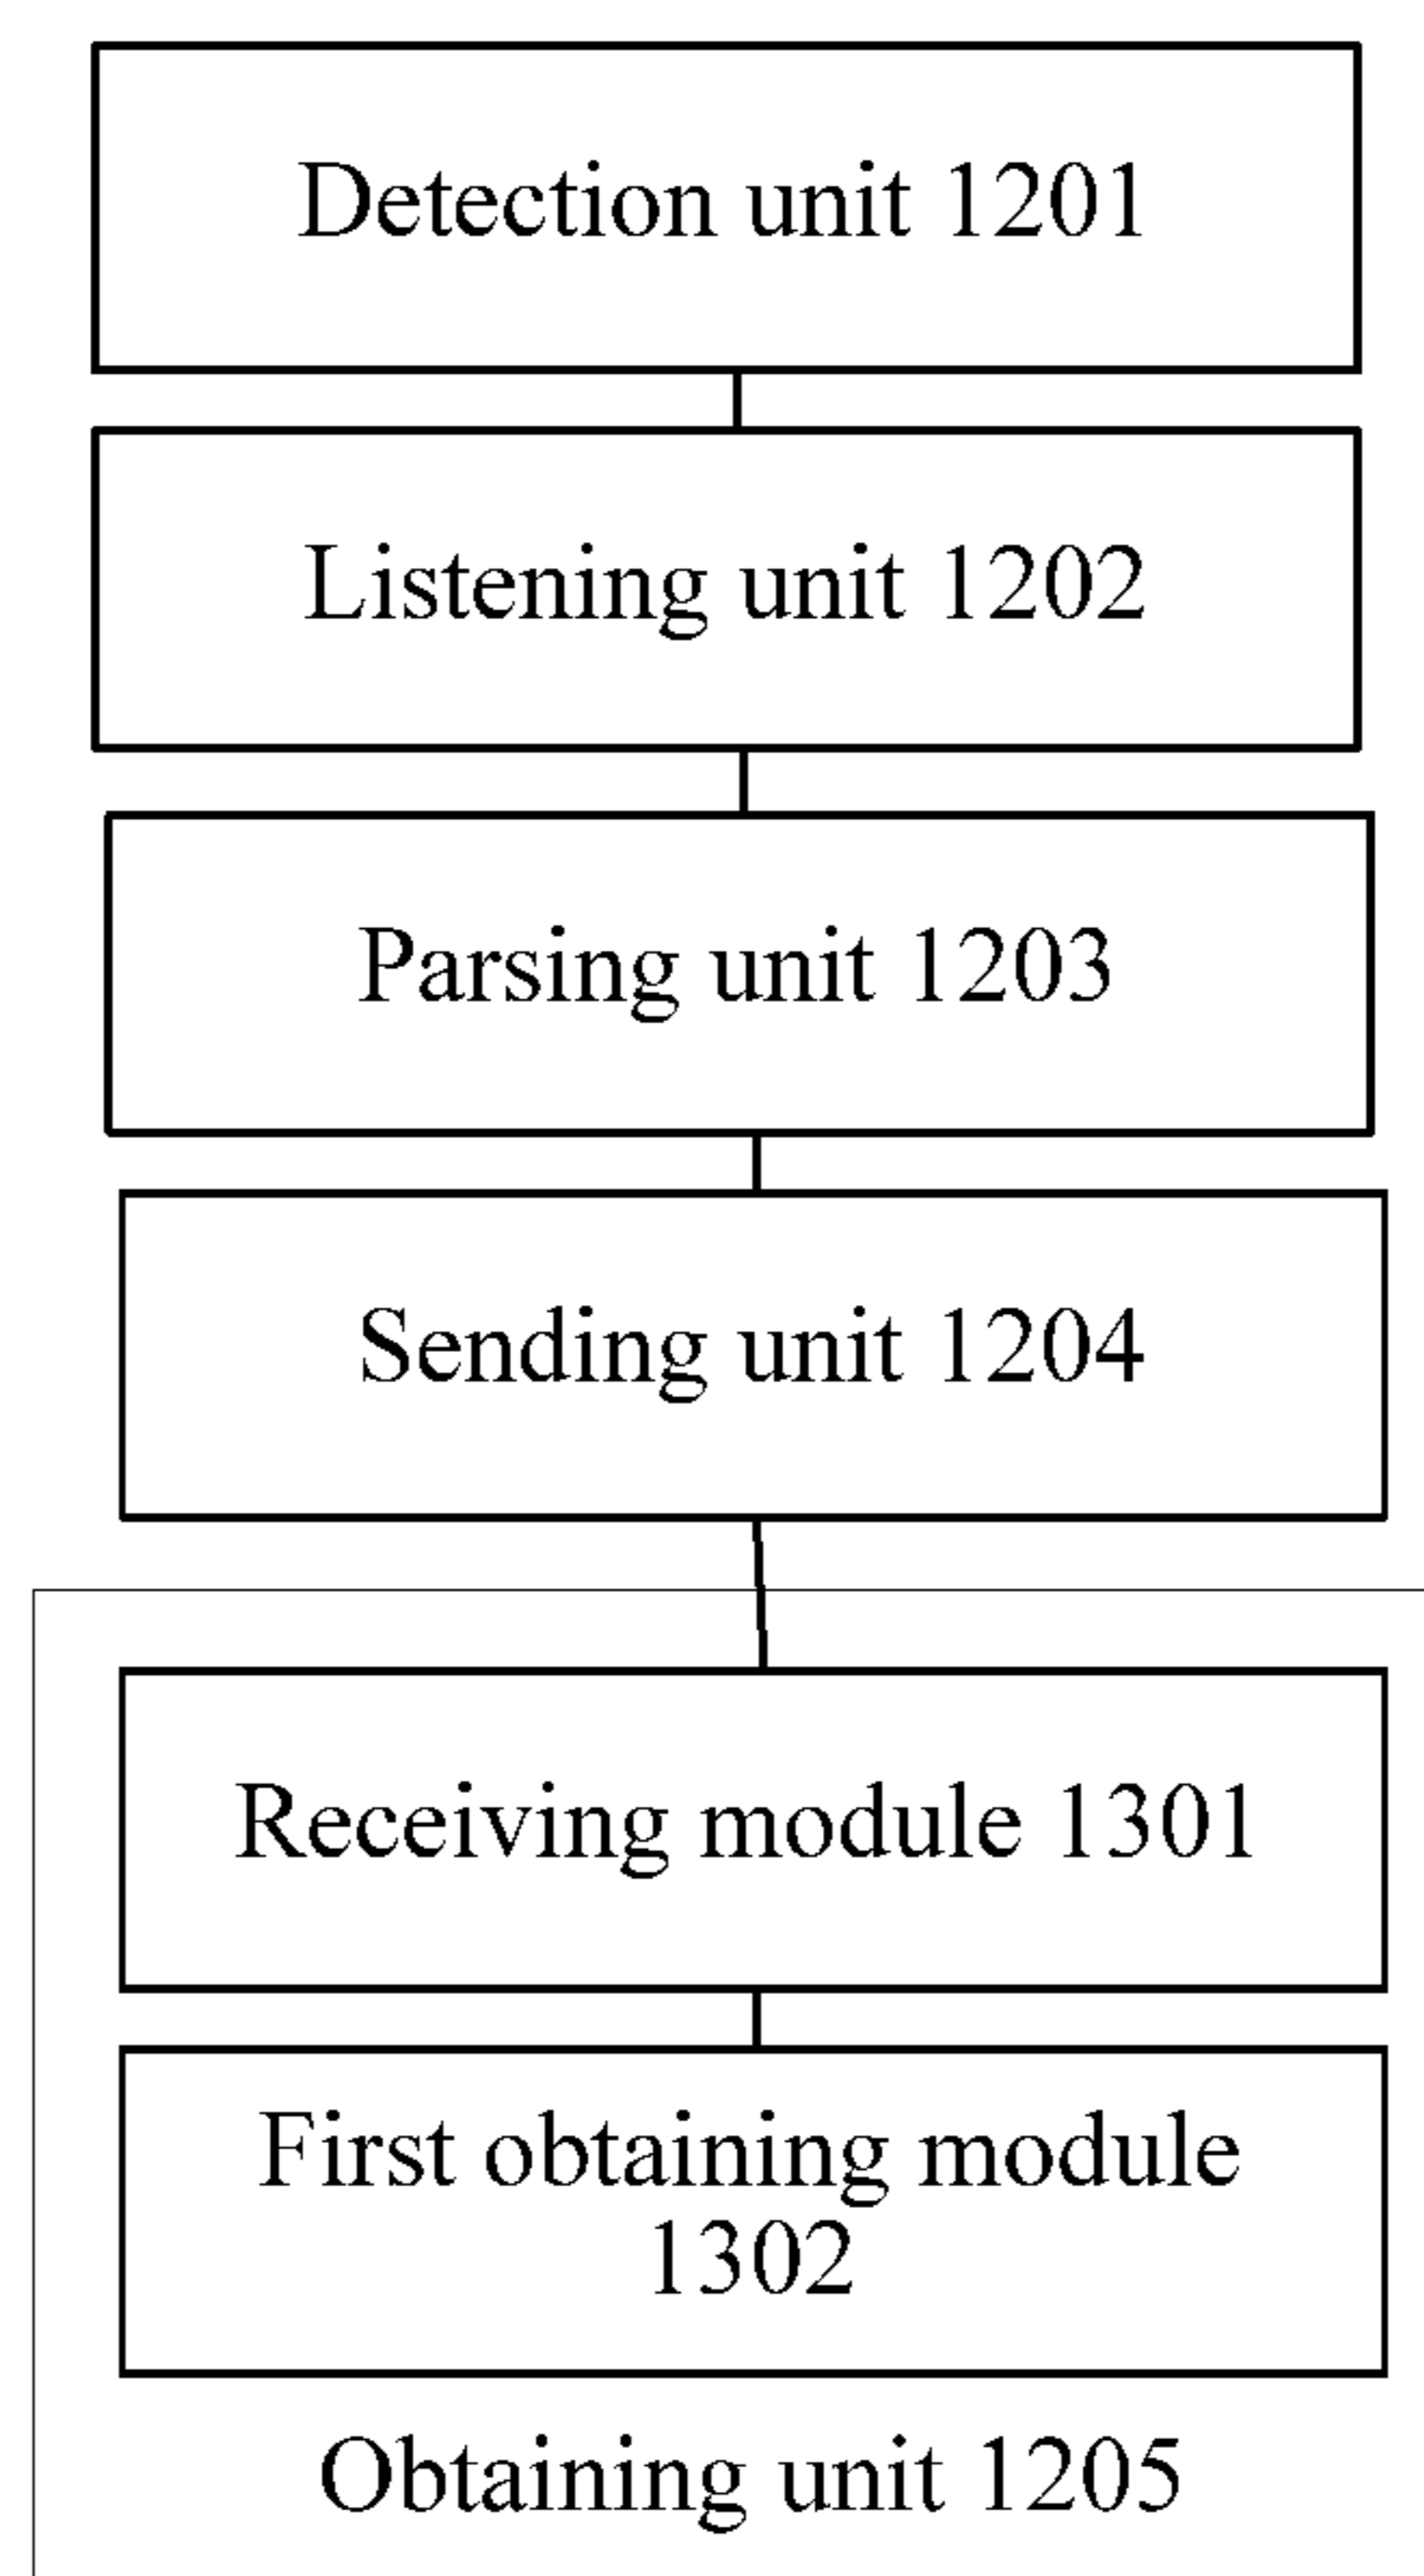 Detection unit 1201
Listening unit 1202
Parsing unit 1203
Sending unit 1204
Receiving module 1301
First obtaining module
1302
Obtaining unit 1205